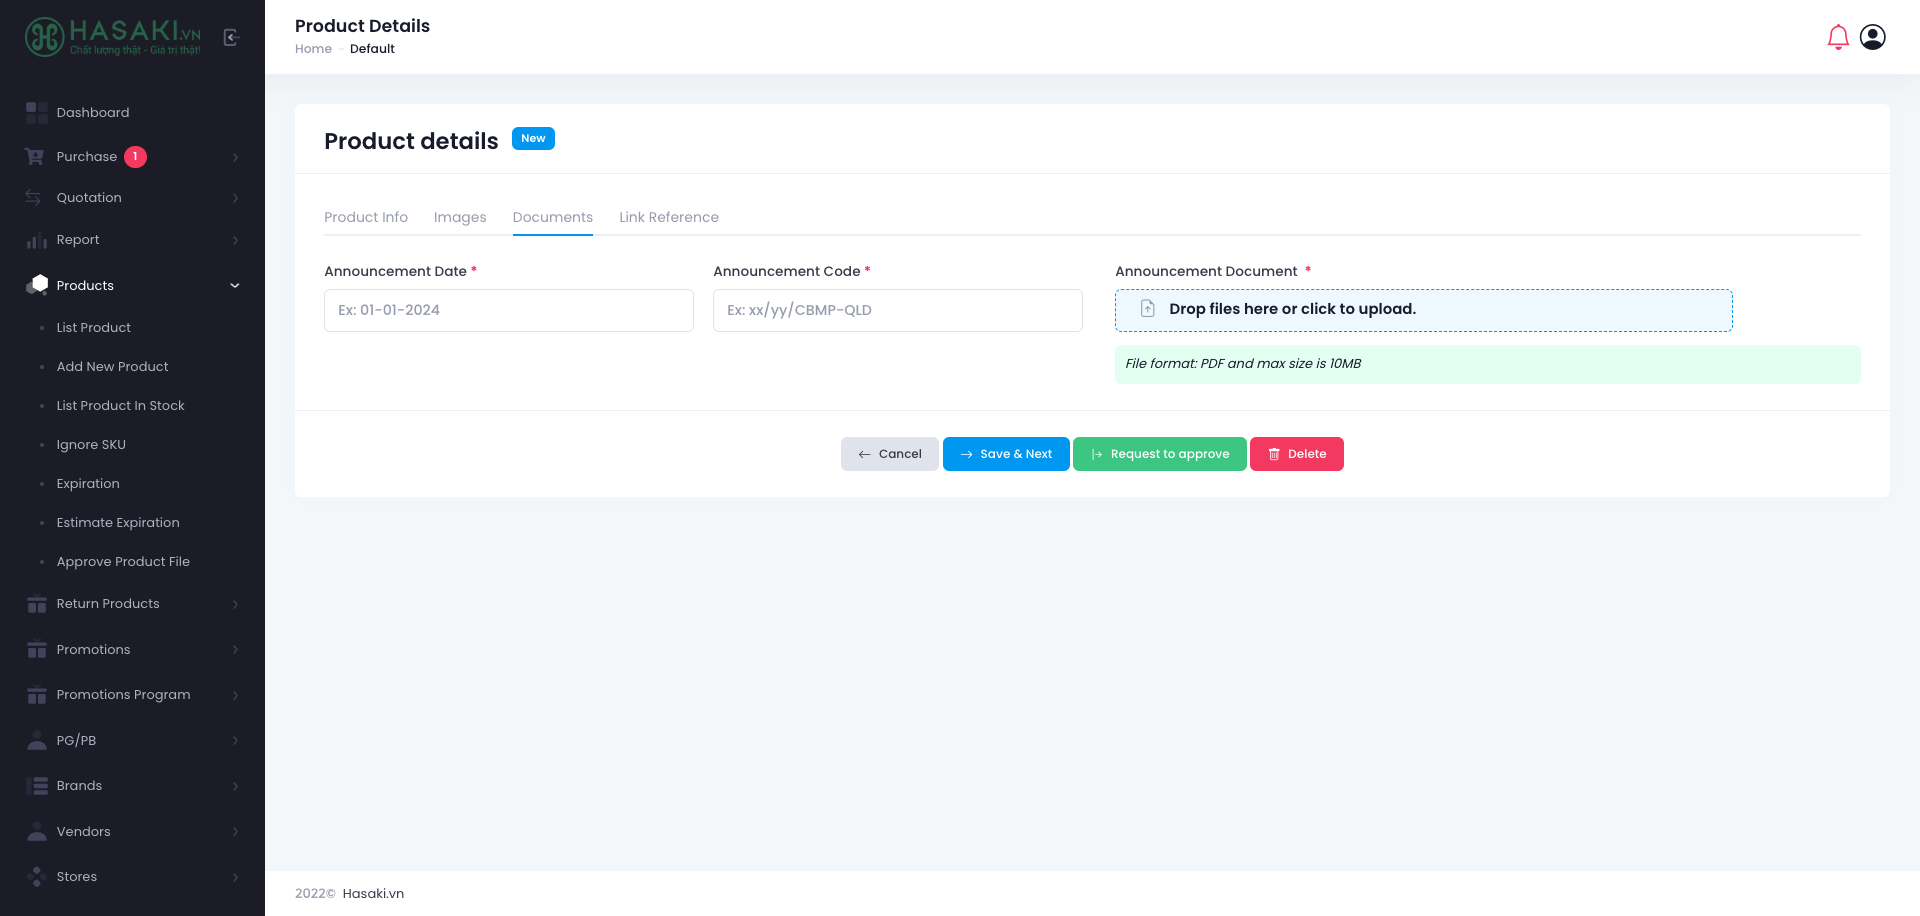 HASAKI.VN
Chất lượng thật - Giá trị thật!
Dashboard
Purchase 1
Quotation
Report
Products
List Product
Add New Product
List Product In Stock
Ignore SKU
Expiration
Estimate Expiration
Approve Product File
Return Products
Promotions
Promotions Program
PG/PB
Brands
Vendors
Stores
Product Details
Home - Default
Product details New
Product Info Images Documents Link Reference
Announcement Date * Announcement Code * Announcement Document *
Ex: 01-01-2024 Ex: xx/yy/CBMP-QLD Drop files here or click to upload.
File format: PDF and max size is 10MB
Cancel Save & Next Request to approve Delete
2022© Hasaki.vn